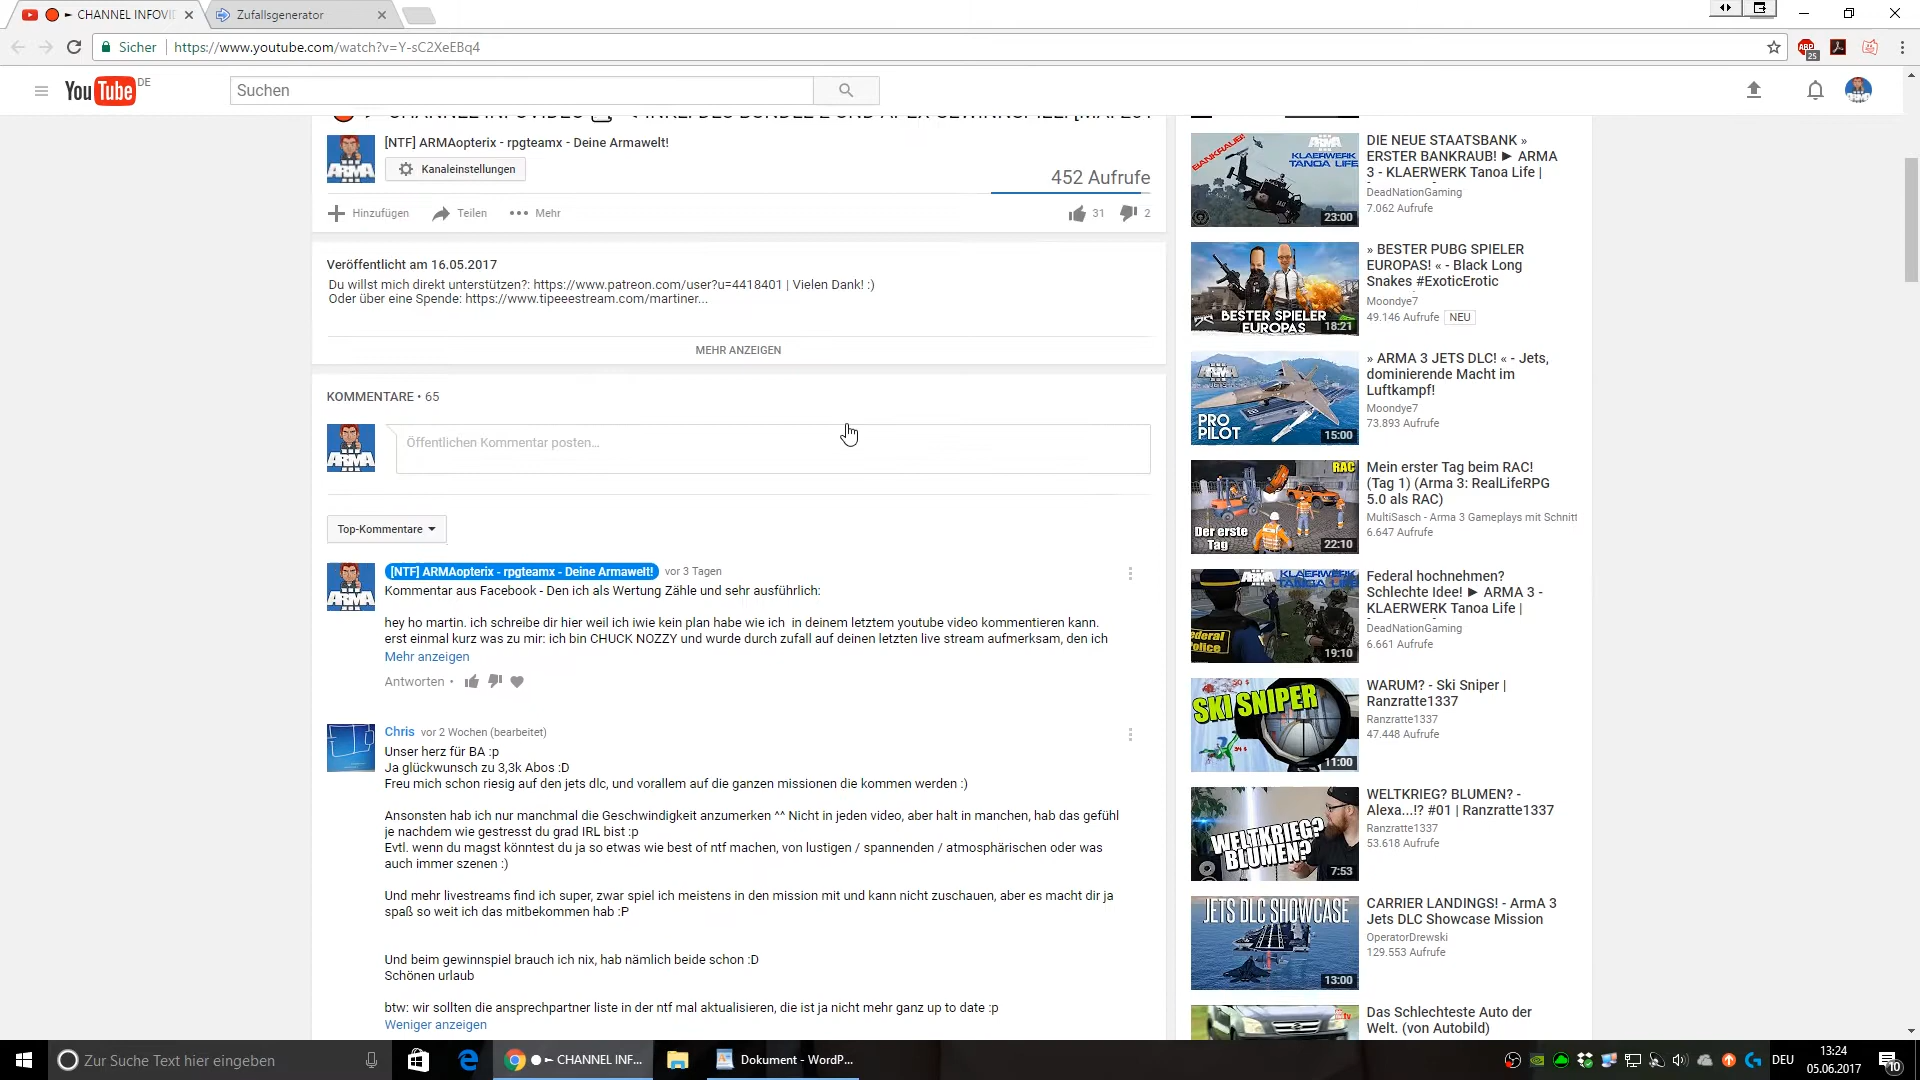 ► CHANNEL INFOVID
Zufallsgenerator
Sicher
https://www.youtube.com/watch?v=Y-sC2XeEBq4
ABP
25
YouTube DE
Suchen
[NTF] ARMAopterix - rpgteamx - Deine Armawelt!
Kanaleinstellungen
ARMA
452 Aufrufe
Hinzufügen
Teilen
Mehr
31
2
Veröffentlicht am 16.05.2017
Du willst mich direkt unterstützen?: https://www.patreon.com/user?u=4418401 | Vielen Dank! :)
Oder über eine Spende: https://www.tipeeestream.com/martiner...
MEHR ANZEIGEN
KOMMENTARE • 65
Öffentlichen Kommentar posten...
ARMA
Top-Kommentare
[NTF] ARMAopterix - rpgteamx - Deine Armawelt! vor 3 Tagen
Kommentar aus Facebook - Den ich als Wertung Zähle und sehr ausführlich:
ARMA
hey ho martin. ich schreibe dir hier weil ich iwie kein plan habe wie ich in deinem letztem youtube video kommentieren kann.
erst einmal kurz was zu mir: ich bin CHUCK NOZZY und wurde durch zufall auf deinen letzten live stream aufmerksam, den ich
Mehr anzeigen
Antworten •
Chris vor 2 Wochen (bearbeitet)
Unser herz für BA :p
Ja glückwunsch zu 3,3k Abos :D
Freu mich schon riesig auf den jets dlc, und vorallem auf die ganzen missionen die kommen werden :)
Ansonsten hab ich nur manchmal die Geschwindigkeit anzumerken ^^ Nicht in jeden video, aber halt in manchen, hab das gefühl
je nachdem wie gestresst du grad IRL bist :p
Evtl. wenn du magst könntest du ja so etwas wie best of ntf machen, von lustigen / spannenden / atmosphärischen oder was
auch immer szenen :)
Und mehr livestreams find ich super, zwar spiel ich meistens in den mission mit und kann nicht zuschauen, aber es macht dir ja
spaß so weit ich das mitbekommen hab :P
Und beim gewinnspiel brauch ich nix, hab nämlich beide schon :D
Schönen urlaub
btw: wir sollten die ansprechpartner liste in der ntf mal aktualisieren, die ist ja nicht mehr ganz up to date :p
Weniger anzeigen
BANKRAUB!
ARMA
KLAERWERK
TANOA LIFE
23:00
DIE NEUE STAATSBANK »
ERSTER BANKRAUB! ► ARMA
3 - KLAERWERK Tanoa Life |
DeadNationGaming
7.062 Aufrufe
BESTER SPIELER
EUROPAS
18:21
» BESTER PUBG SPIELER
EUROPAS! « - Black Long
Snakes #ExoticErotic
Moondye7
49.146 Aufrufe NEU
ARMA
PRO
PILOT
15:00
» ARMA 3 JETS DLC! « - Jets,
dominierende Macht im
Luftkampf!
Moondye7
73.893 Aufrufe
RAC
Der erste
Tag
22:10
Mein erster Tag beim RAC!
(Tag 1) (Arma 3: RealLifeRPG
5.0 als RAC)
MultiSasch - Arma 3 Gameplays mit Schnitt
6.647 Aufrufe
ARMA
KLAERWERK
TANOA LIFE
19:10
Federal hochnehmen?
Schlechte Idee! ► ARMA 3 -
KLAERWERK Tanoa Life |
DeadNationGaming
6.661 Aufrufe
SKI SNIPER
11:00
WARUM? - Ski Sniper |
Ranzratte1337
Ranzratte1337
47.448 Aufrufe
WELTKRIEG?
BLUMEN?
7:53
WELTKRIEG? BLUMEN? -
Alexa...!? #01 | Ranzratte1337
Ranzratte1337
53.618 Aufrufe
JETS DLC SHOWCASE
13:00
CARRIER LANDINGS! - ArmA 3
Jets DLC Showcase Mission
OperatorDrewski
129.553 Aufrufe
Das Schlechteste Auto der
Welt. (von Autobild)
Zur Suche Text hier eingeben
► CHANNEL INF...
Dokument - WordP...
DEU
13:24
05.06.2017
10